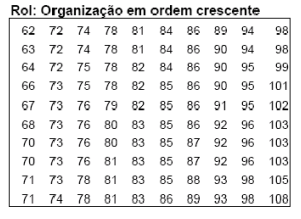 Rol: Organização em ordem crescente
62 72 74 78 81 84 86 89 94 98
63 72 74 78 81 84 86 90 94 98
64 72 75 78 82 84 86 90 95 99
66 73 75 78 82 85 86 90 95 101
67 73 76 79 82 85 86 91 95 102
68 73 76 80 83 85 86 92 96 103
70 73 76 80 83 85 87 92 96 103
70 73 76 81 83 85 87 92 96 103
71 73 78 81 83 85 88 93 98 105
71 74 78 81 83 86 89 93 98 108